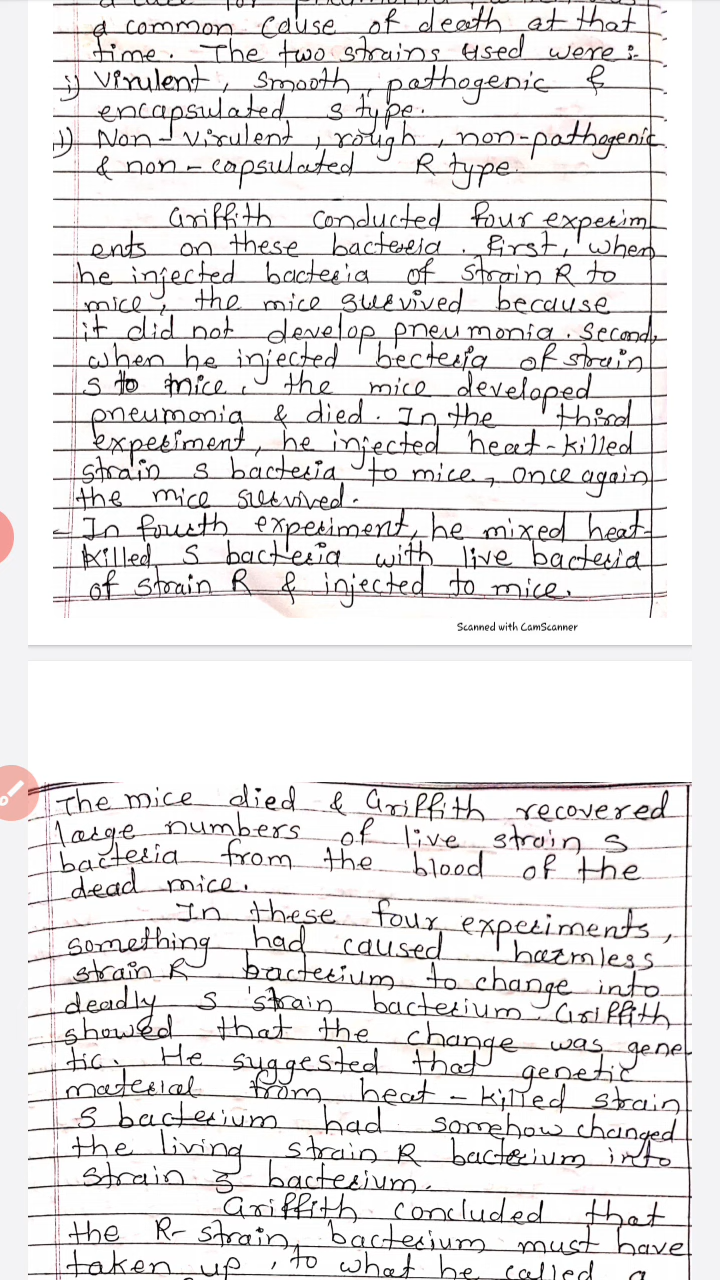 a common cause of death at that
time. The two strains used were :-
i) Virulent, smooth, pathogenic &
encapsulated S type.
Non-virulent, rough, non-pathogenic
& non-capsulated R type.
Griffith conducted four experim
ents on these bacteria. First, when
he injected bacteria of strain R to
mice, the mice survived because
it did not develop pneumonia. Second,
when he injected becteria of strain
S to mice, the mice developed
pneumonia & died. In the third
experiment, he injected heat-killed
strain S bacteria to mice, once again
the mice survived.
- In fourth experiment, he mixed heat-
killed S bacteria with live bacteria
of strain R & injected to mice.
Scanned with CamScanner
The mice died & Griffith recovered
large numbers of live strain S
bacteria from the blood of the
dead mice.
In these four experiments,
something had caused harmless
strain R bacterium to change into
deadly S strain bacterium. Griffith
showed that the change was gene
tic. He suggested that genetic
material from heat-killed strain
S bacterium had somehow changed
the living strain R bacterium into
strain S bacterium.
Griffith concluded that
the R-strain bacterium must have
taken up, to what he called a